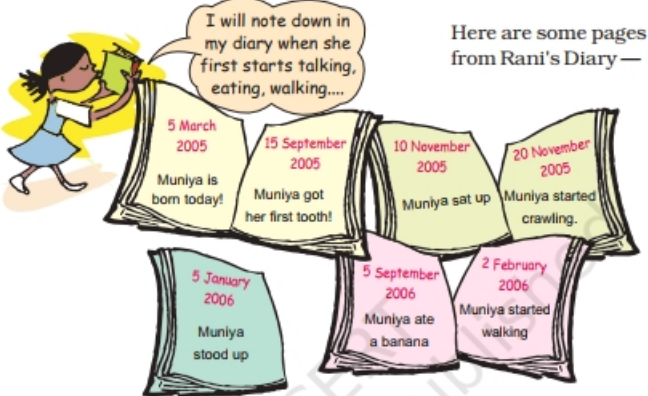 I will note down in
my diary when she
first starts talking,
eating, walking....
Here are some pages
from Rani's Diary —
5 March
2005
Muniya is
born today!
15 September
2005
Muniya got
her first tooth!
10 November
2005
Muniya sat up
20 November
2005
Muniya started
crawling.
5 January
2006
Muniya
stood up
5 September
2006
Muniya ate
a banana
2 February
2006
Muniya started
walking